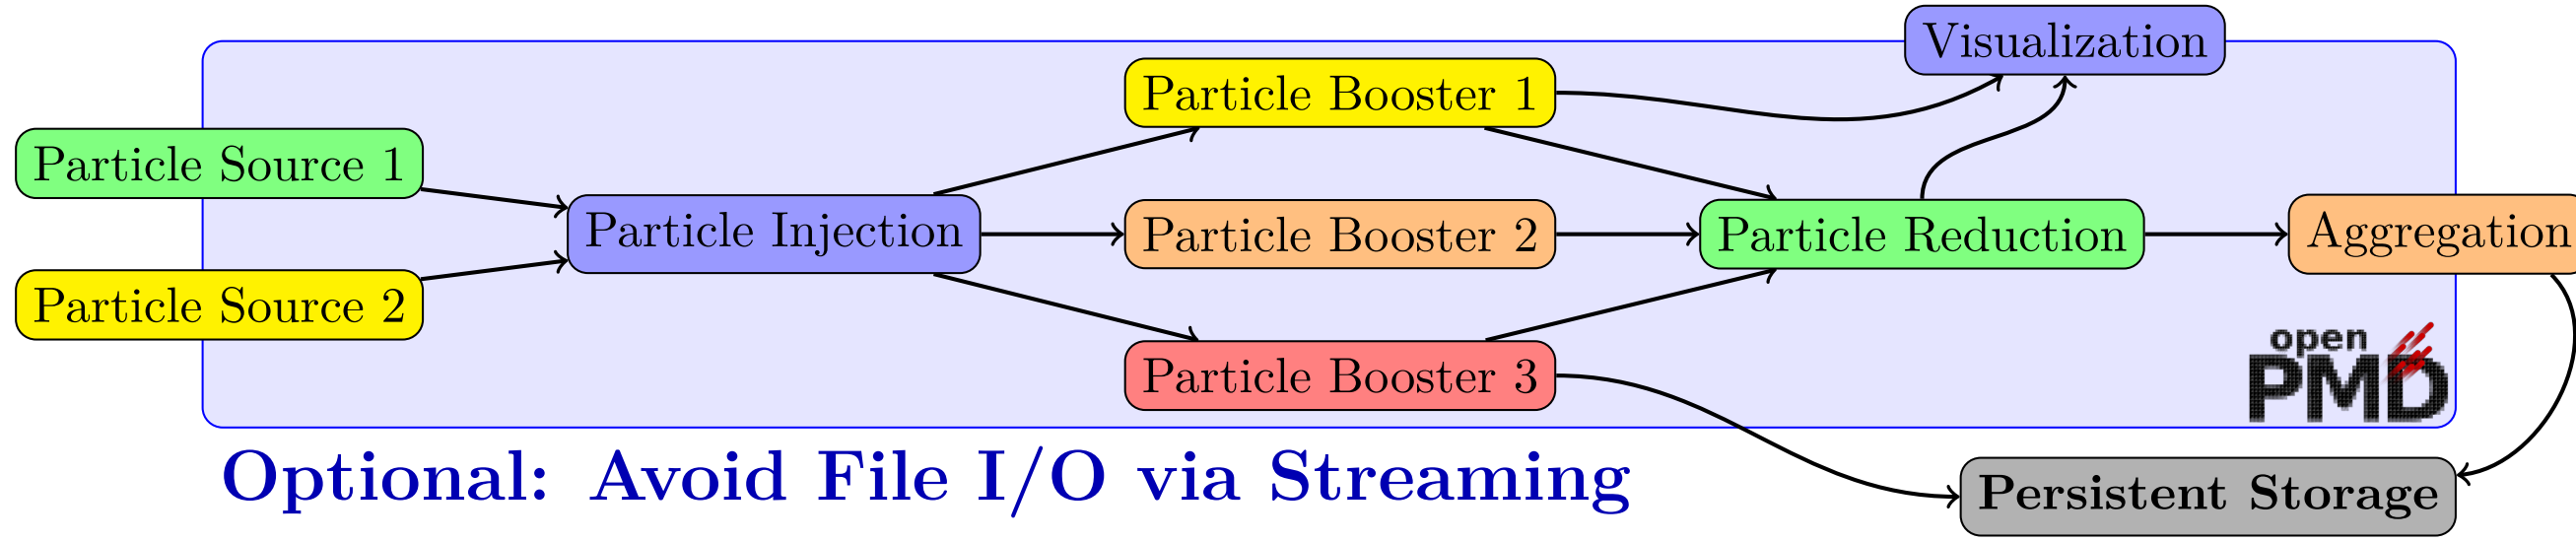 Visualization
Particle Booster 1
Particle Source 1
Particle Injection
Particle Booster 2
Particle Reduction
Aggregation
Particle Source 2
Particle Booster 3
open
PMD
Optional: Avoid File I/O via Streaming
Persistent Storage